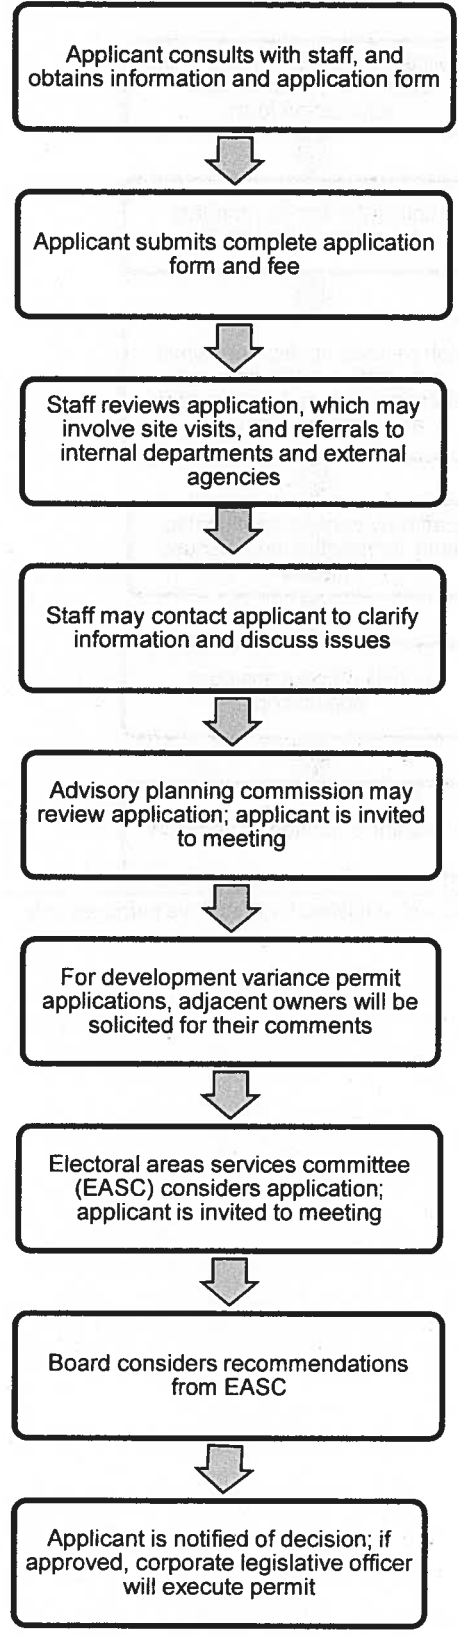 Applicant consults with staff, and
obtains information and application form
Applicant submits complete application
form and fee
Staff reviews application, which may
involve site visits, and referrals to
internal departments and external
agencies
Staff may contact applicant to clarify
information and discuss issues
Advisory planning commission may
review application; applicant is invited
to meeting
For development variance permit
applications, adjacent owners will be
solicited for their comments
Electoral areas services committee
(EASC) considers application;
applicant is invited to meeting
Board considers recommendations
from EASC
Applicant is notified of decision; if
approved, corporate legislative officer
will execute permit